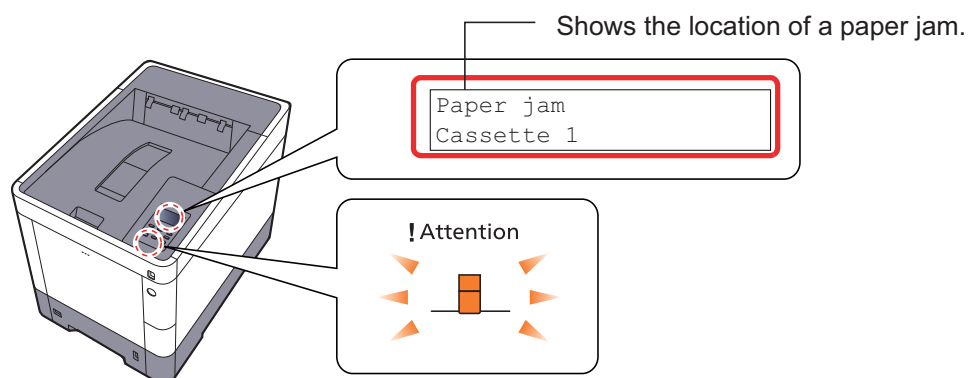 Shows the location of a paper jam.
Paper jam
Cassette 1
!Attention